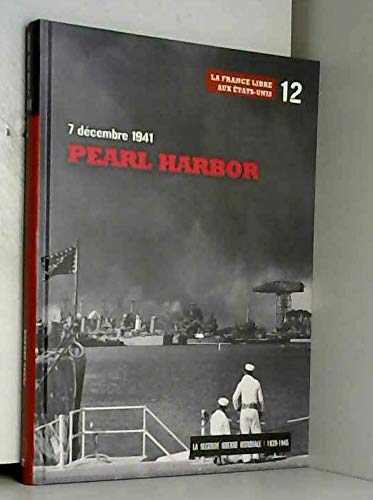 LA FRANCE LIBRE
AUX ÉTATS-UNIS
12
7 décembre 1941
PEARL HARBOR
LA SECONDE GUERRE MONDIALE : 1939-1945